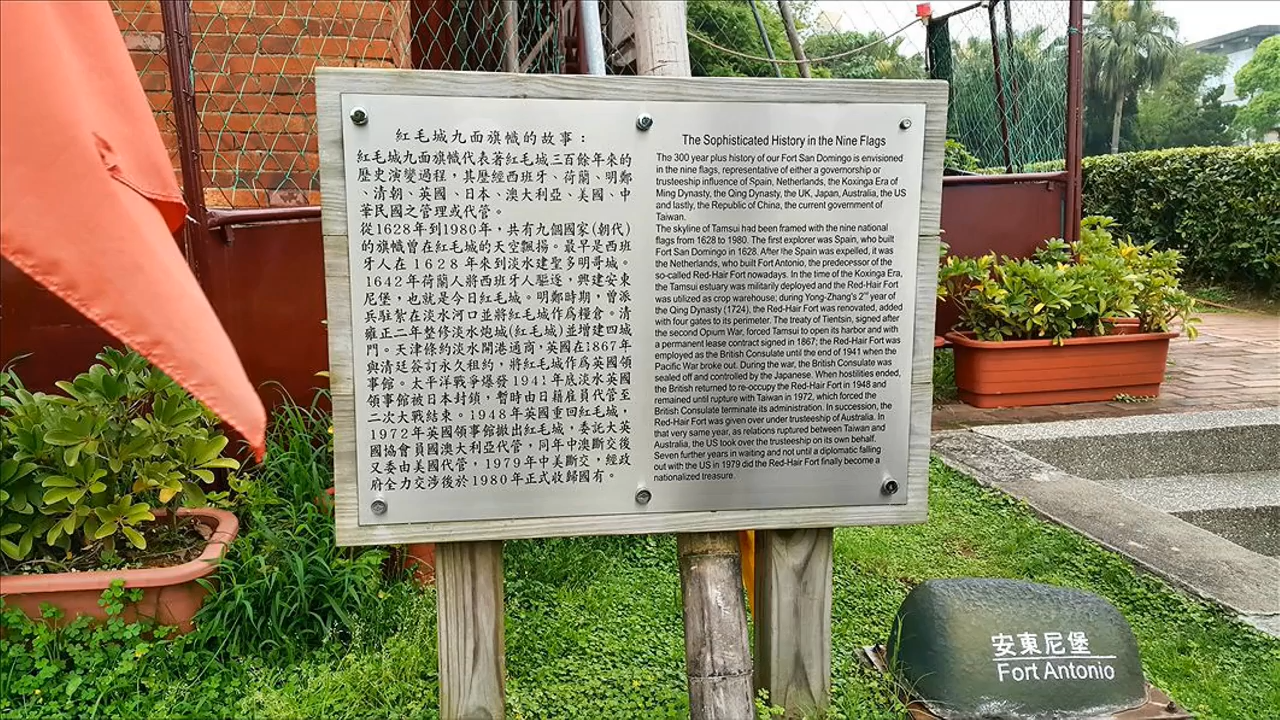 紅毛城九面旗幟的故事：
紅毛城九面旗幟代表著紅毛城三百餘年來的
歷史演變過程，其歷經西班牙、荷蘭、明鄭
、清朝、英國、日本、澳大利亞、美國、中
華民國之管理或代管。
從1628年到1980年，共有九個國家(朝代)
的旗幟曾在紅毛城的天空飄揚。最早是西班
牙人在1628年來到淡水建聖多明哥城。
1642年荷蘭人將西班牙人驅逐，興建安東
尼堡，也就是今日紅毛城。明鄭時期，曾派
兵駐紮在淡水河口並將紅毛城作為糧倉。清
雍正二年整修淡水炮城(紅毛城)並增建四城
門。天津條約淡水開港通商，英國在1867年
與清廷簽訂永久租約，將紅毛城作為英國領
事館。太平洋戰爭爆發1941年底淡水英國
領事館被日本封鎖，暫時由日籍雇員代管至
二次大戰結束。1948年英國重回紅毛城，
1972年英國領事館撤出紅毛城，委託大英
國協會員國澳大利亞代管，同年中澳斷交後
又委由美國代管，1979年中美斷交，經政
府全力交涉後於1980年正式收歸國有。
The Sophisticated History in the Nine Flags
The 300 year plus history of our Fort San Domingo is envisioned
in the nine flags, representative of either a governorship or
trusteeship influence of Spain, Netherlands, the Koxinga Era of
Ming Dynasty, the Qing Dynasty, the UK, Japan, Australia, the US
and lastly, the Republic of China, the current government of
Taiwan.
The skyline of Tamsui had been framed with the nine national
flags from 1628 to 1980. The first explorer was Spain, who built
Fort San Domingo in 1628. After the Spain was expelled, it was
the Netherlands, who built Fort Antonio, the predecessor of the
so-called Red-Hair Fort nowadays. In the time of the Koxinga Era,
the Tamsui estuary was militarily deployed and the Red-Hair Fort
was utilized as crop warehouse; during Yong-Zhang's 2nd year of
the Qing Dynasty (1724), the Red-Hair Fort was renovated, added
with four gates to its perimeter. The treaty of Tientsin, signed after
the second Opium War, forced Tamsui to open its harbor and with
a permanent lease contract signed in 1867; the Red-Hair Fort was
employed as the British Consulate until the end of 1941 when the
Pacific War broke out. During the war, the British Consulate was
sealed off and controlled by the Japanese. When hostilities ended,
the British returned to re-occupy the Red-Hair Fort in 1948 and
remained until rupture with Taiwan in 1972, which forced the
British Consulate terminate its administration. In succession, the
Red-Hair Fort was given over under trusteeship of Australia. In
that very same year, as relations ruptured between Taiwan and
Australia, the US took over the trusteeship on its own behalf.
Seven further years in waiting and not until a diplomatic falling
out with the US in 1979 did the Red-Hair Fort finally become a
nationalized treasure.
安東尼堡
Fort Antonio